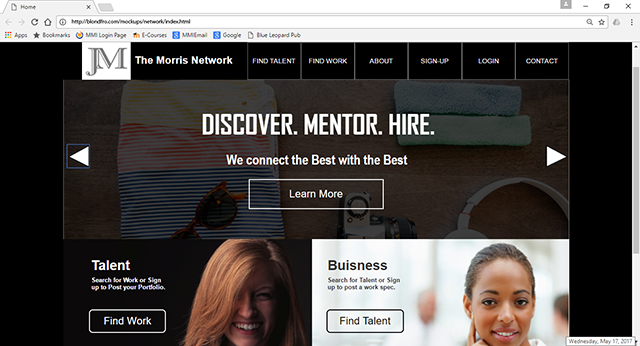 Home
http://blondfro.com/mockups/network/index.html
Apps Bookmarks MMI Login Page E-Courses MMIEmail Google Blue Leopard Pub
JM The Morris Network FIND TALENT FIND WORK ABOUT SIGN-UP LOGIN CONTACT
DISCOVER. MENTOR. HIRE.
We connect the Best with the Best
Learn More
Talent
Search for Work or Sign
up to Post your Portfolio.
Find Work
Buisness
Search for Talent or Sign
up to post a work spec.
Find Talent
Wednesday, May 17, 2017